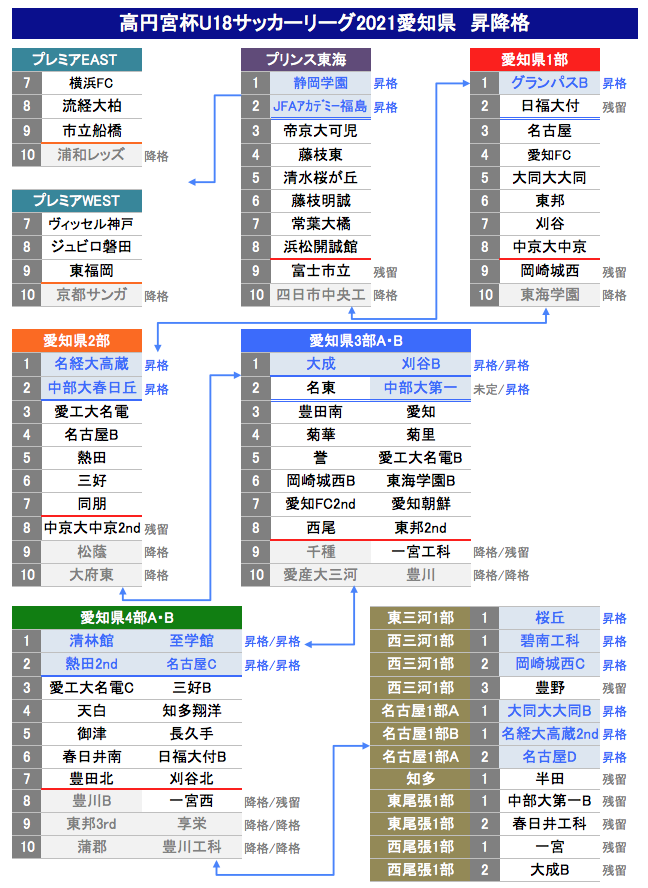 高円宮杯U18サッカーリーグ2021愛知県　昇降格
プレミアEAST
7 横浜FC
8 流経大柏
9 市立船橋
10 浦和レッズ 降格
プレミアWEST
7 ヴィッセル神戸
8 ジュビロ磐田
9 東福岡
10 京都サンガ 降格
プリンス東海
1 静岡学園 昇格
2 JFAアカデミー福島 昇格
3 帝京大可児
4 藤枝東
5 清水桜が丘
6 藤枝明誠
7 常葉大橘
8 浜松開誠館
9 富士市立 残留
10 四日市中央工 降格
愛知県1部
1 グランパスB 昇格
2 日福大付 残留
3 名古屋
4 愛知FC
5 大同大大同
6 東邦
7 刈谷
8 中京大中京
9 岡崎城西 残留
10 東海学園 降格
愛知県2部
1 名経大高蔵 昇格
2 中部大春日丘 昇格
3 愛工大名電
4 名古屋B
5 熱田
6 三好
7 同朋
8 中京大中京2nd 残留
9 松蔭 降格
10 大府東 降格
愛知県3部A・B
1 大成 刈谷B 昇格/昇格
2 名東 中部大第一 未定/昇格
3 豊田南 愛知
4 菊華 菊里
5 誉 愛工大名電B
6 岡崎城西B 東海学園B
7 愛知FC2nd 愛知朝鮮
8 西尾 東邦2nd
9 千種 一宮工科 降格/残留
10 愛産大三河 豊川 降格/降格
愛知県4部A・B
1 清林館 至学館 昇格/昇格
2 熱田2nd 名古屋C 昇格/昇格
3 愛工大名電C 三好B
4 天白 知多翔洋
5 御津 長久手
6 春日井南 日福大付B
7 豊田北 刈谷北
8 豊川B 一宮西 降格/残留
9 東邦3rd 享栄 降格/降格
10 蒲郡 豊川工科 降格/降格
東三河1部 1 桜丘 昇格
西三河1部 1 碧南工科 昇格
西三河1部 2 岡崎城西C 昇格
西三河1部 3 豊野 残留
名古屋1部A 1 大同大大同B 昇格
名古屋1部B 1 名経大高蔵2nd 昇格
名古屋1部A 2 名古屋D 昇格
知多 1 半田 残留
東尾張1部 1 中部大第一B 残留
東尾張1部 2 春日井工科 残留
西尾張1部 1 一宮 残留
西尾張1部 2 大成B 残留